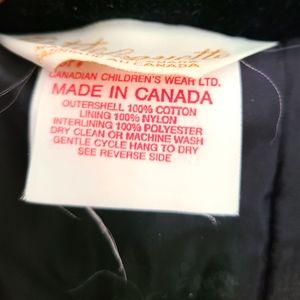 CANADIAN CHILDREN'S WEAR LTD.
MADE IN CANADA
OUTERSHELL 100% COTTON
LINING 100% NYLON
INTERLINING 100% POLYESTER
DRY CLEAN OR MACHINE WASH
GENTLE CYCLE HANG TO DRY
SEE REVERSE SIDE